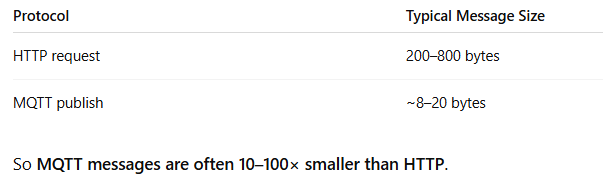 Protocol Typical Message Size
HTTP request 200–800 bytes
MQTT publish ~8–20 bytes
So MQTT messages are often 10–100× smaller than HTTP.